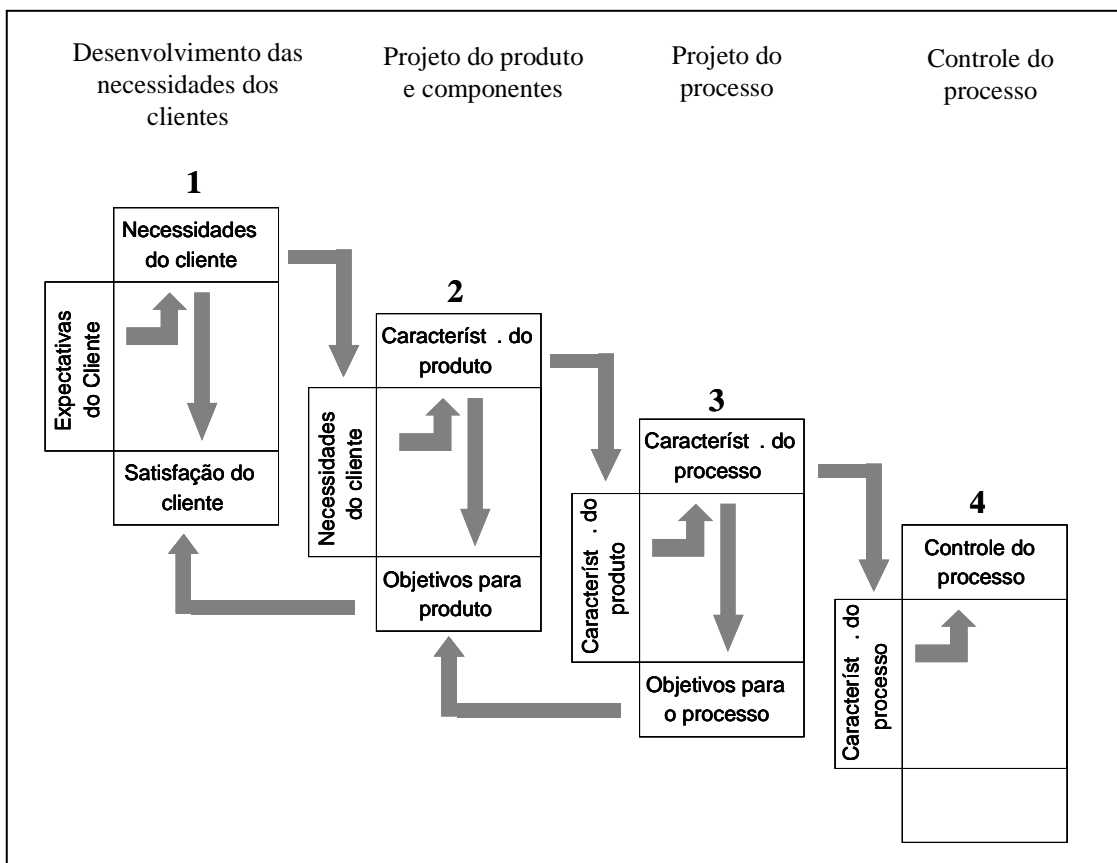 Desenvolvimento das
necessidades dos
clientes
Projeto do produto
e componentes
Projeto do
processo
Controle do
processo
1
Necessidades
do cliente
Expectativas
do Cliente
Satisfação do
cliente
2
Característ . do
produto
Necessidades
do cliente
Objetivos para
produto
3
Característ . do
processo
Característ . do
produto
Objetivos para
o processo
4
Controle do
processo
Característ . do
processo